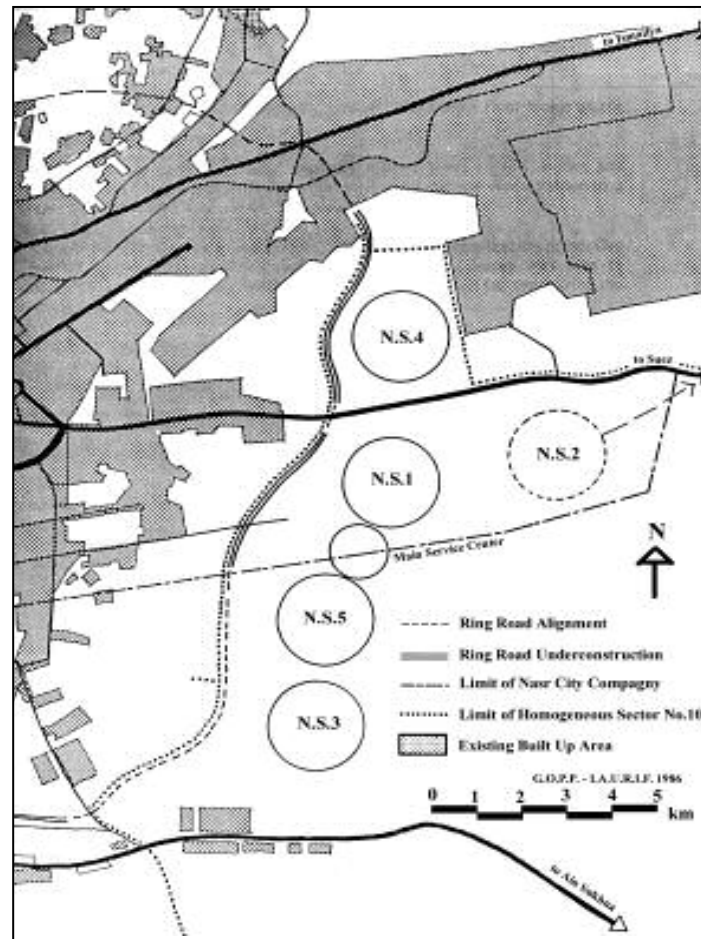 to Ismailja
N.S.4
to Suez
N.S.2
N.S.1
Main Service Center
N
N.S.5
N.S.3
Ring Road Alignment
Ring Road Underconstruction
Limit of Nasr City Compagny
Limit of Homogeneous Sector No.10
Existing Built Up Area
G.O.P.P. - I.A.U.R.I.F. 1986
0 1 2 3 4 5
km
to Ain Sukhna